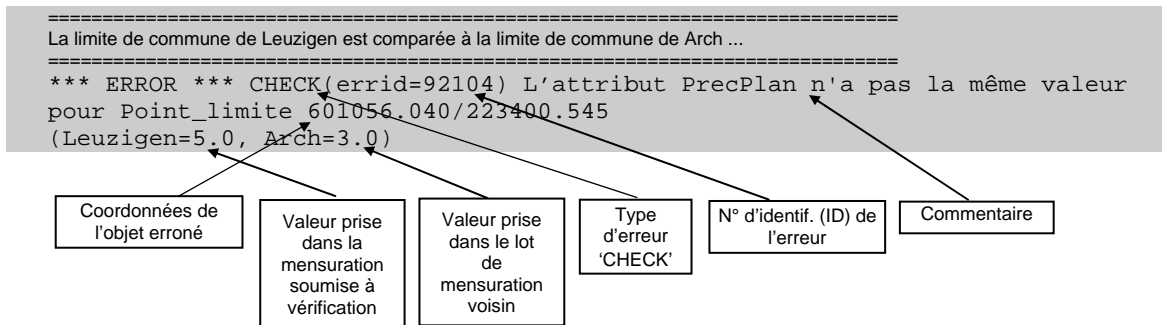 ==============================================================================
La limite de commune de Leuzigen est comparée à la limite de commune de Arch ...
==============================================================================
*** ERROR *** CHECK(errid=92104) L'attribut PrecPlan n'a pas la même valeur
pour Point_limite 601056.040/223400.545
(Leuzigen=5.0, Arch=3.0)
Coordonnées de
l'objet erroné
Valeur prise
dans la
mensuration
soumise à
vérification
Valeur prise
dans le lot
de
mensuration
voisin
Type
d'erreur
'CHECK'
N° d'identif. (ID) de
l'erreur
Commentaire